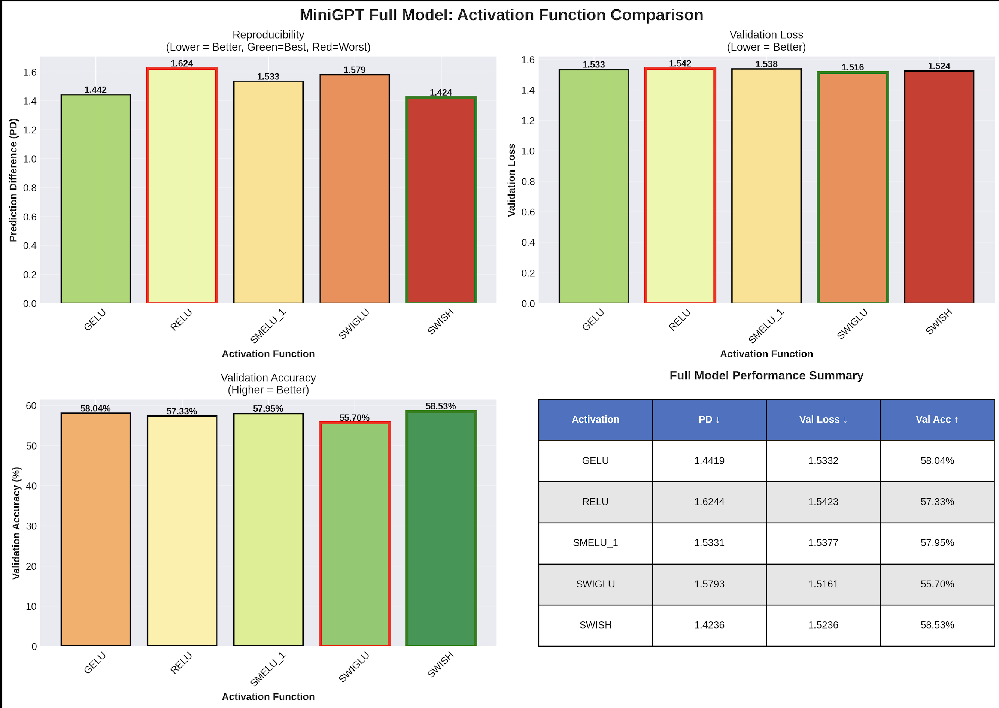 MiniGPT Full Model: Activation Function Comparison
Reproducibility
(Lower = Better, Green=Best, Red=Worst)
Prediction Difference (PD)
1.6
1.4
1.2
1.0
0.8
0.6
0.4
0.2
0.0
1.442
1.624
1.533
1.579
1.424
GELU
RELU
SMELU_1
SWIGLU
SWISH
Activation Function
Validation Loss
(Lower = Better)
Validation Loss
1.6
1.4
1.2
1.0
0.8
0.6
0.4
0.2
0.0
1.533
1.542
1.538
1.516
1.524
GELU
RELU
SMELU_1
SWIGLU
SWISH
Activation Function
Validation Accuracy
(Higher = Better)
Validation Accuracy (%)
60
50
40
30
20
10
0
58.04%
57.33%
57.95%
55.70%
58.53%
GELU
RELU
SMELU_1
SWIGLU
SWISH
Activation Function
Full Model Performance Summary
Activation PD ↓ Val Loss ↓ Val Acc ↑
GELU 1.4419 1.5332 58.04%
RELU 1.6244 1.5423 57.33%
SMELU_1 1.5331 1.5377 57.95%
SWIGLU 1.5793 1.5161 55.70%
SWISH 1.4236 1.5236 58.53%